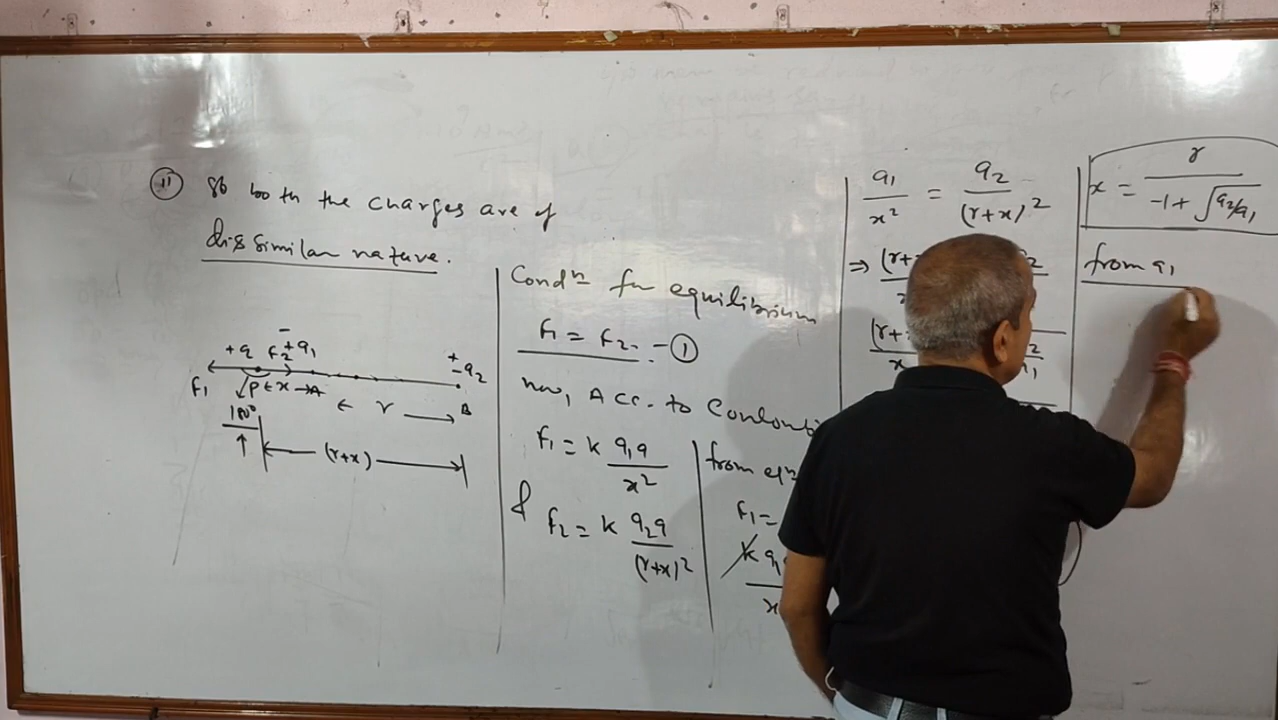 11 If both the charges are of
dissimilar nature.
+q F2 ∓q1 ±q2
F1 P ← x → A ← r → B
180°
↑ ← (r+x) →
Condn for equilibrium
F1 = F2. - 1
now, Acc. to
F1 = k q1q / x²
& F2 = k q2q / (r+x)²
from eqn
F1 =
k q1
x
q1 / x² = q2 / (r+x)²
⇒ (r+
(r+
x
x = r / -1 + √q2/q1
from q1